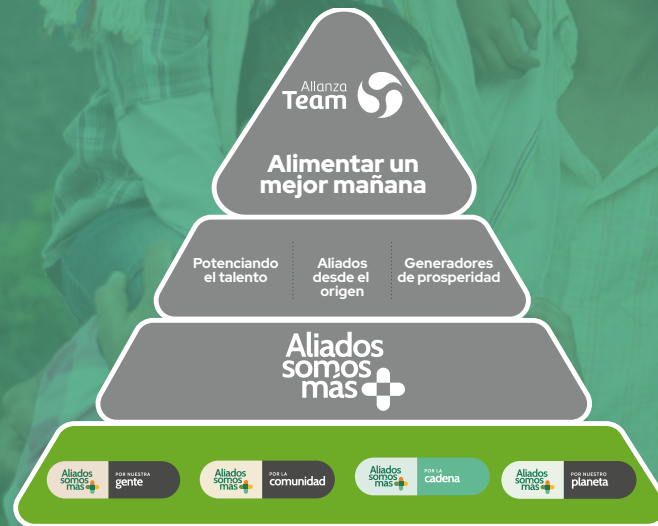 Alianza
Team
Alimentar un
mejor mañana
Potenciando
el talento
Aliados
desde el
origen
Generadores
de prosperidad
Aliados
somos
más
Aliados
somos
más
POR NUESTRA
gente
Aliados
somos
más
POR LA
comunidad
Aliados
somos
más
POR LA
cadena
Aliados
somos
más
POR NUESTRO
planeta